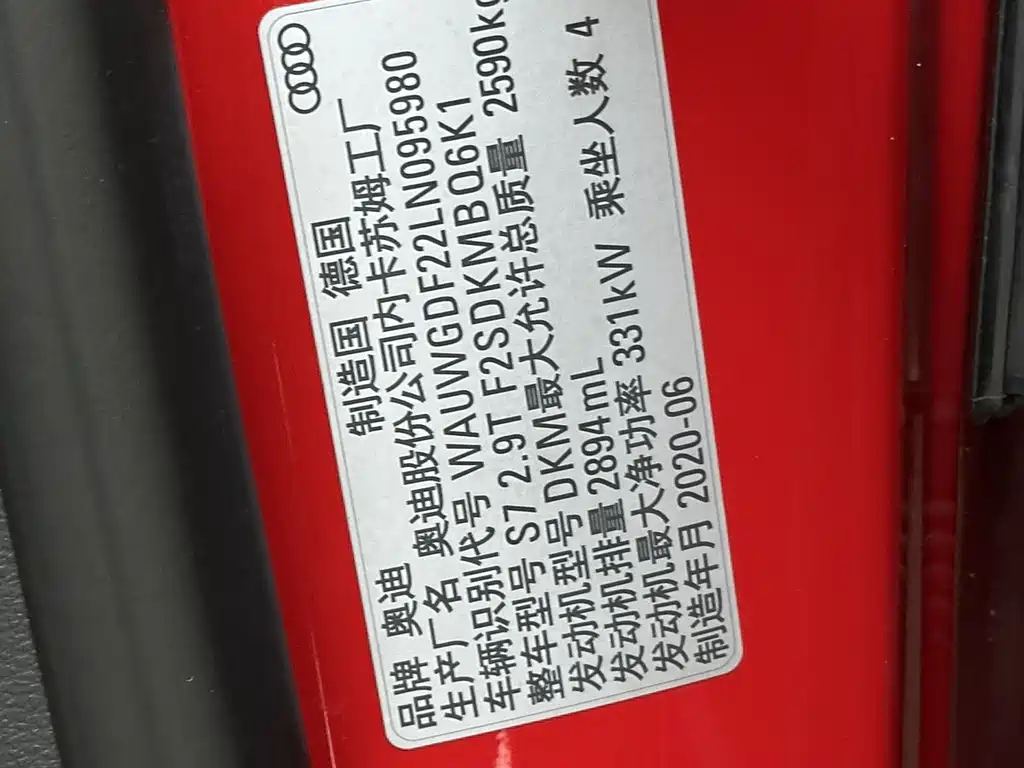 品牌 奥迪 制造国 德国
生产厂名 奥迪股份公司内卡苏姆工厂
车辆识别代号 WAUWGDF22LN095980
整车型号 S7 2.9T F2SDKMBQ6K1
发动机型号 DKM 最大允许总质量 2590kg
发动机排量 2894mL
发动机最大净功率 331kW 乘坐人数 4
制造年月 2020-06